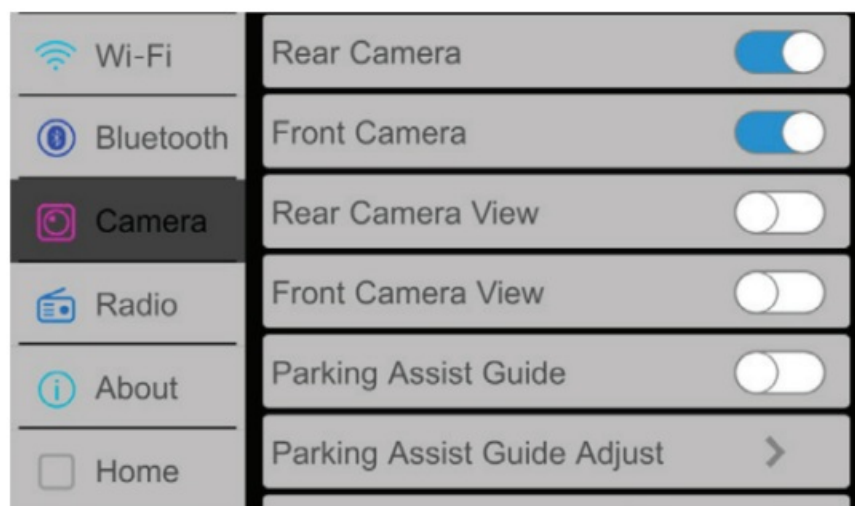 Wi-Fi
Bluetooth
Camera
Radio
About
Home
Rear Camera
Front Camera
Rear Camera View
Front Camera View
Parking Assist Guide
Parking Assist Guide Adjust